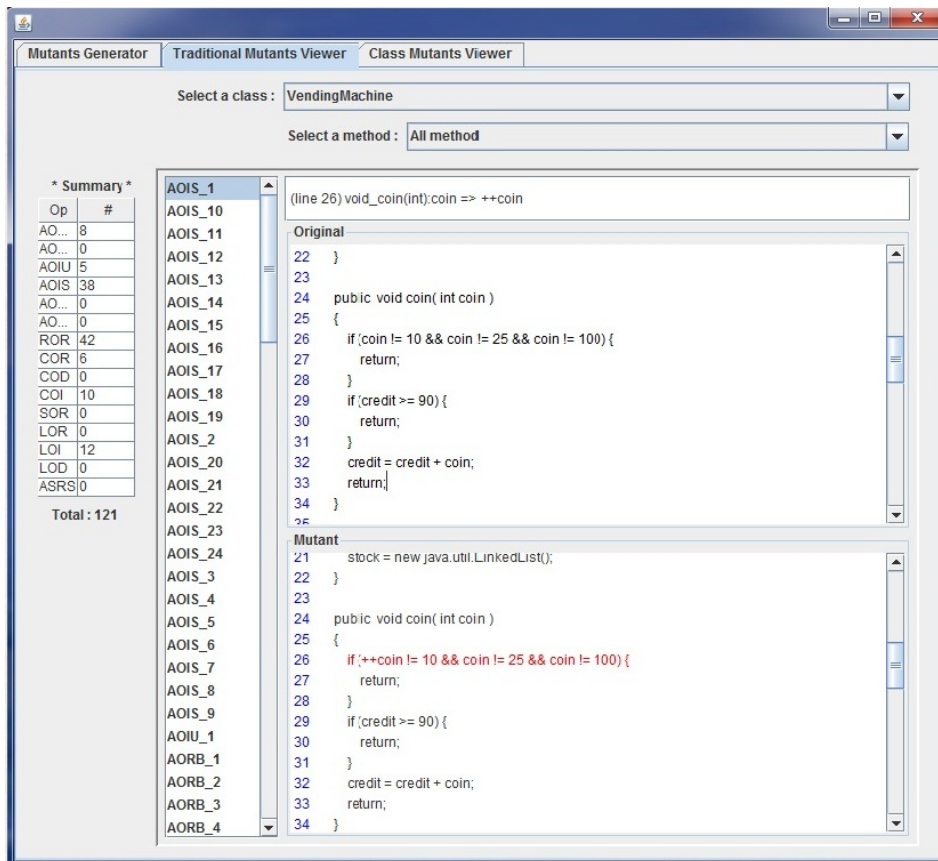 Mutants Generator Traditional Mutants Viewer Class Mutants Viewer
Select a class : VendingMachine
Select a method : All method
* Summary *
Op #
AO... 8
AO... 0
AOIU 5
AOIS 38
AO... 0
AO... 0
ROR 42
COR 6
COD 0
COI 10
SOR 0
LOR 0
LOI 12
LOD 0
ASRS 0
Total : 121
AOIS_1
AOIS_10
AOIS_11
AOIS_12
AOIS_13
AOIS_14
AOIS_15
AOIS_16
AOIS_17
AOIS_18
AOIS_19
AOIS_2
AOIS_20
AOIS_21
AOIS_22
AOIS_23
AOIS_24
AOIS_3
AOIS_4
AOIS_5
AOIS_6
AOIS_7
AOIS_8
AOIS_9
AOIU_1
AORB_1
AORB_2
AORB_3
AORB_4
(line 26) void_coin(int):coin => ++coin
Original
22 }
23
24 public void coin( int coin )
25 {
26 if (coin != 10 && coin != 25 && coin != 100) {
27 return;
28 }
29 if (credit >= 90) {
30 return;
31 }
32 credit = credit + coin;
33 return;
34 }
25
Mutant
21 stock = new java.util.LinkedList();
22 }
23
24 public void coin( int coin )
25 {
26 if (++coin != 10 && coin != 25 && coin != 100) {
27 return;
28 }
29 if (credit >= 90) {
30 return;
31 }
32 credit = credit + coin;
33 return;
34 }